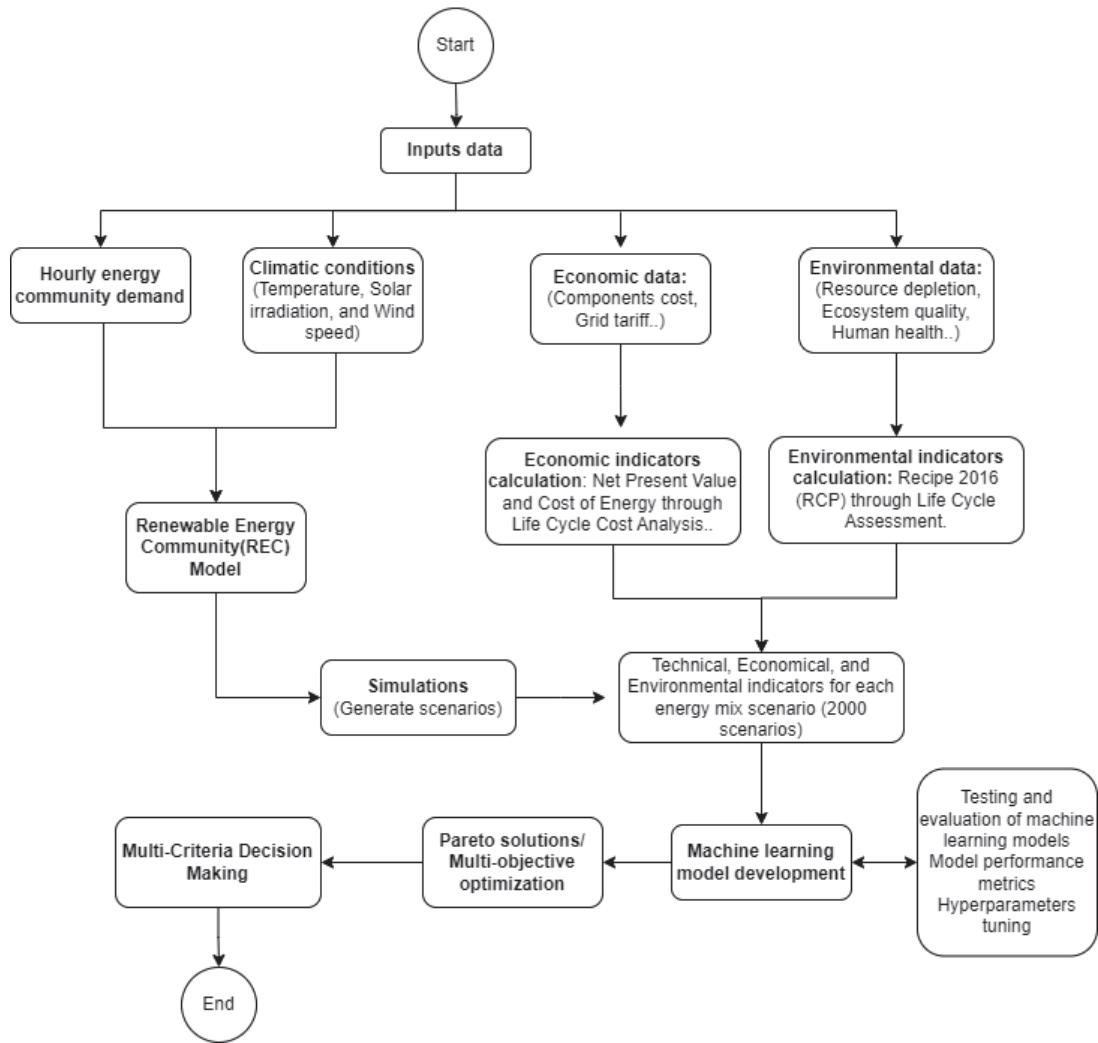 Start
Inputs data
Hourly energy
community demand
Climatic conditions
(Temperature, Solar
irradiation, and Wind
speed)
Economic data:
(Components cost,
Grid tariff..)
Environmental data:
(Resource depletion,
Ecosystem quality,
Human health..)
Economic indicators
calculation: Net Present Value
and Cost of Energy through
Life Cycle Cost Analysis..
Environmental indicators
calculation: Recipe 2016
(RCP) through Life Cycle
Assessment.
Renewable Energy
Community(REC)
Model
Simulations
(Generate scenarios)
Technical, Economical, and
Environmental indicators for each
energy mix scenario (2000
scenarios)
Testing and
evaluation of machine
learning models
Model performance
metrics
Hyperparameters
tuning
Machine learning
model development
Pareto solutions/
Multi-objective
optimization
Multi-Criteria Decision
Making
End